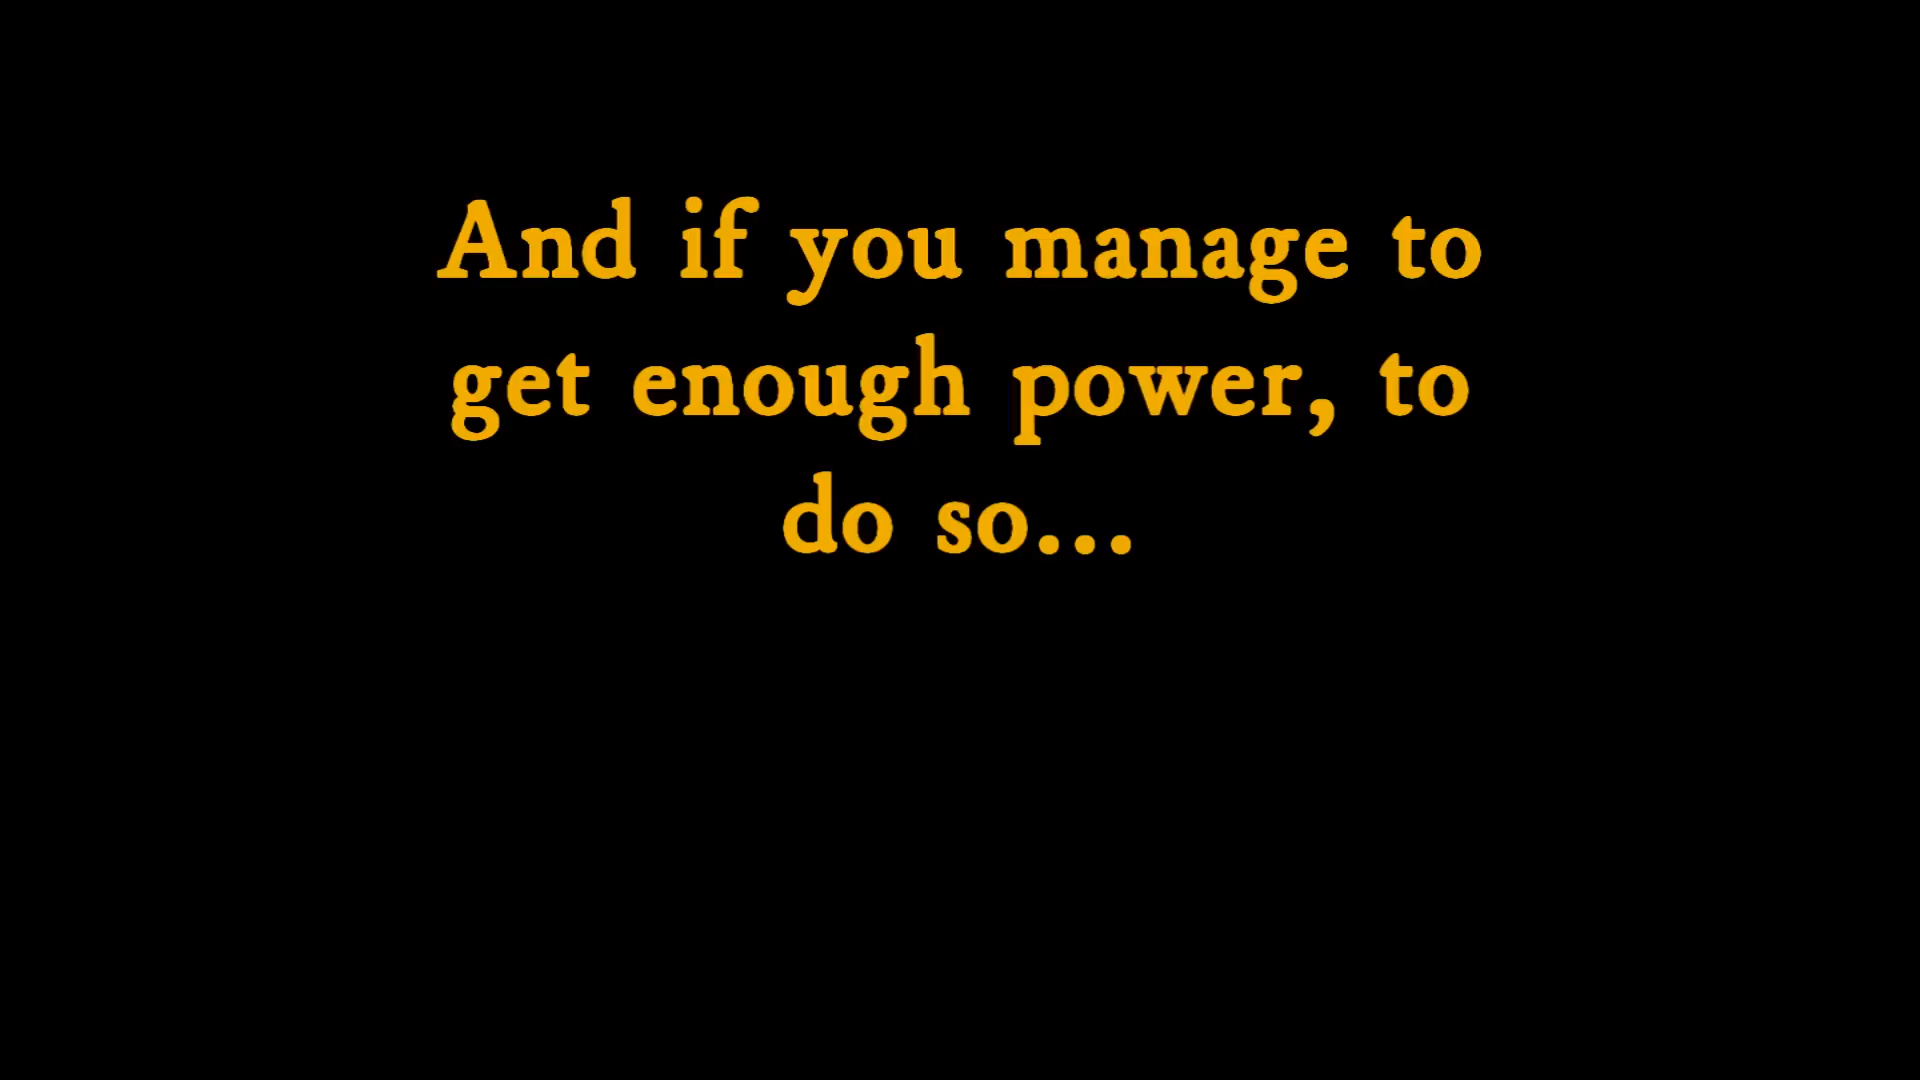 And if you manage to
get enough power, to
do so...